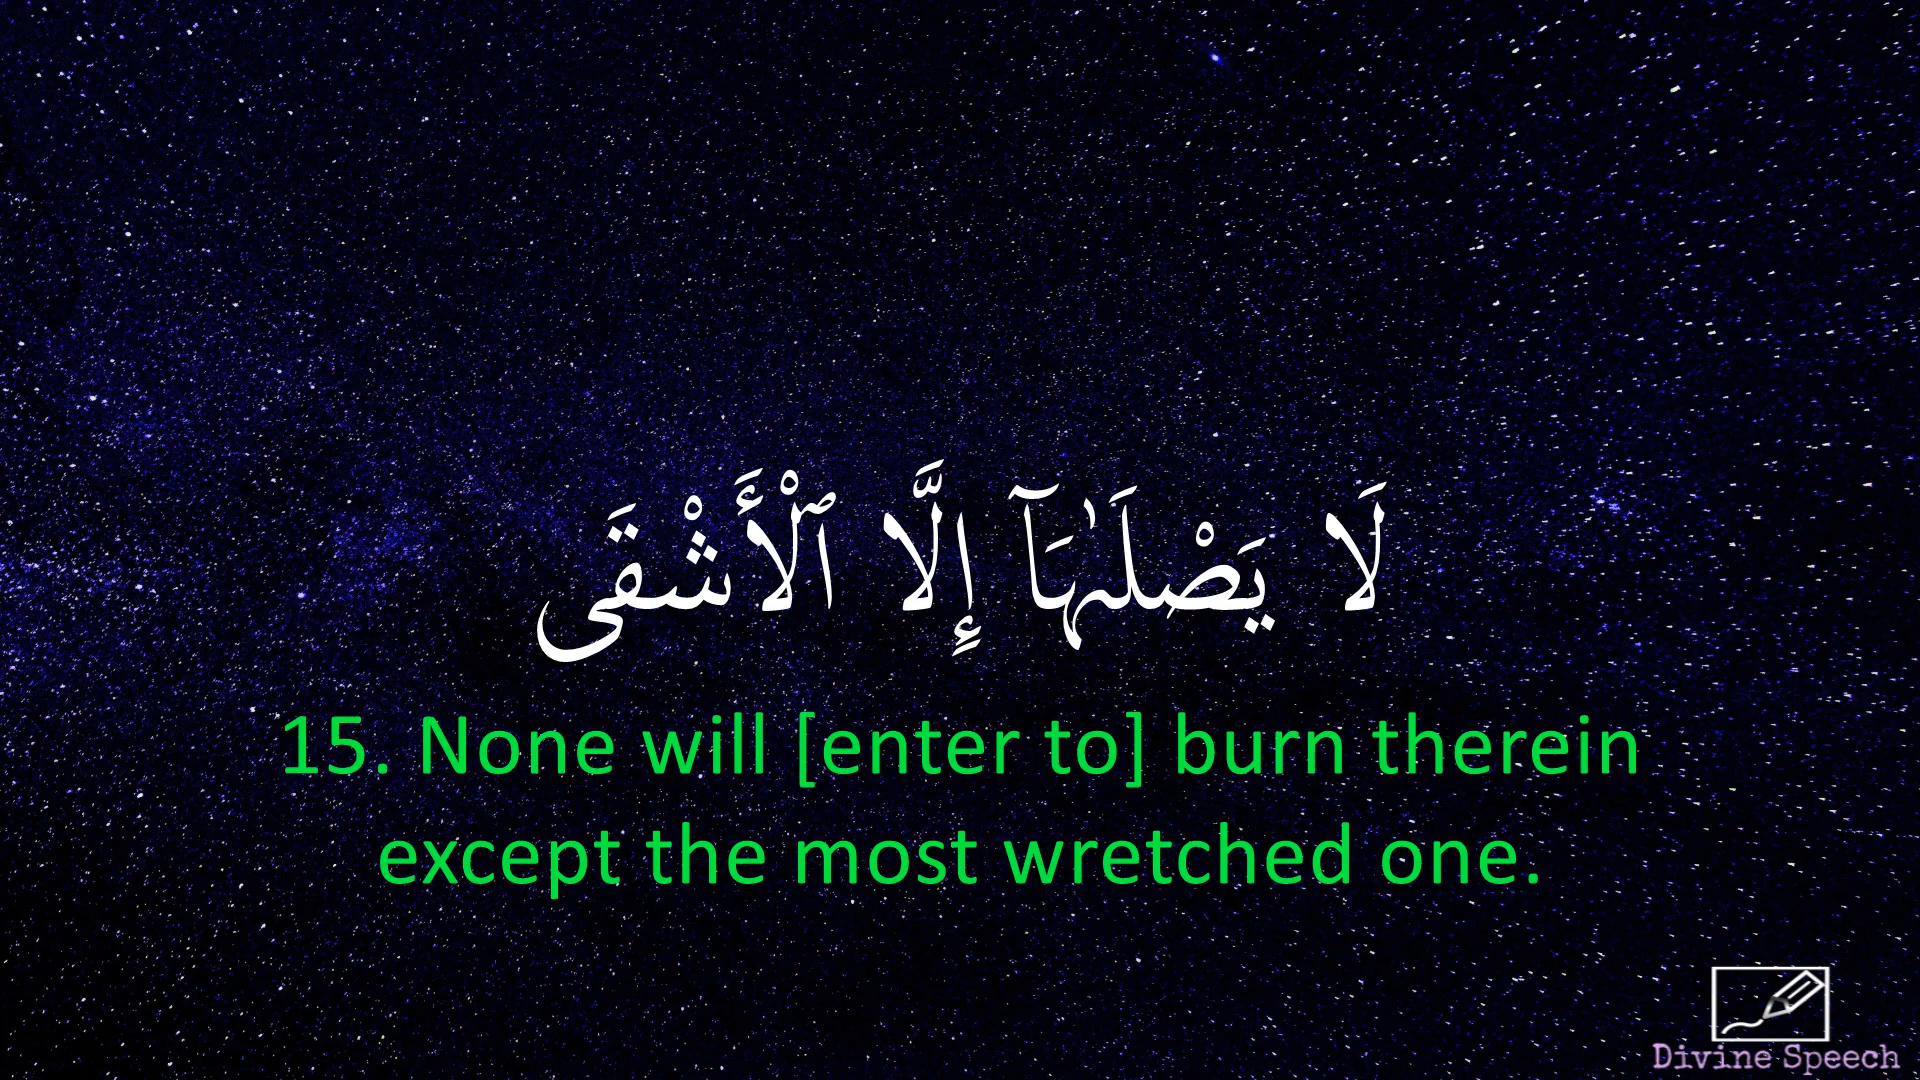 لَا يَصْلَىٰهَآ إِلَّا ٱلْأَشْقَى
15. None will [enter to] burn therein
except the most wretched one.
Divine Speech